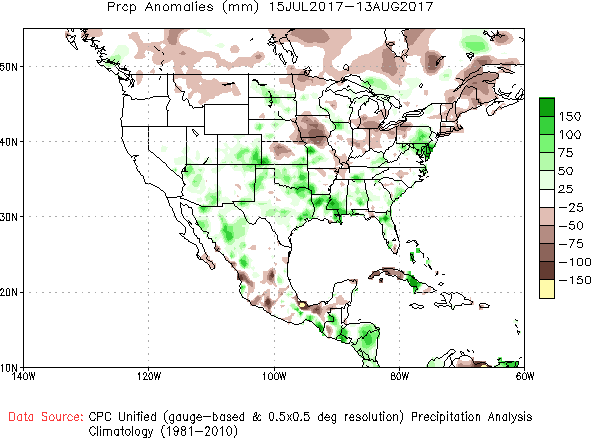 Prcp Anomalies (mm) 15JUL2017-13AUG2017
50N
40N
30N
20N
10N
140W 120W 100W 80W 60W
150
100
75
50
25
-25
-50
-75
-100
-150
Data Source: CPC Unified (gauge-based & 0.5x0.5 deg resolution) Precipitation Analysis
Climatology (1981-2010)